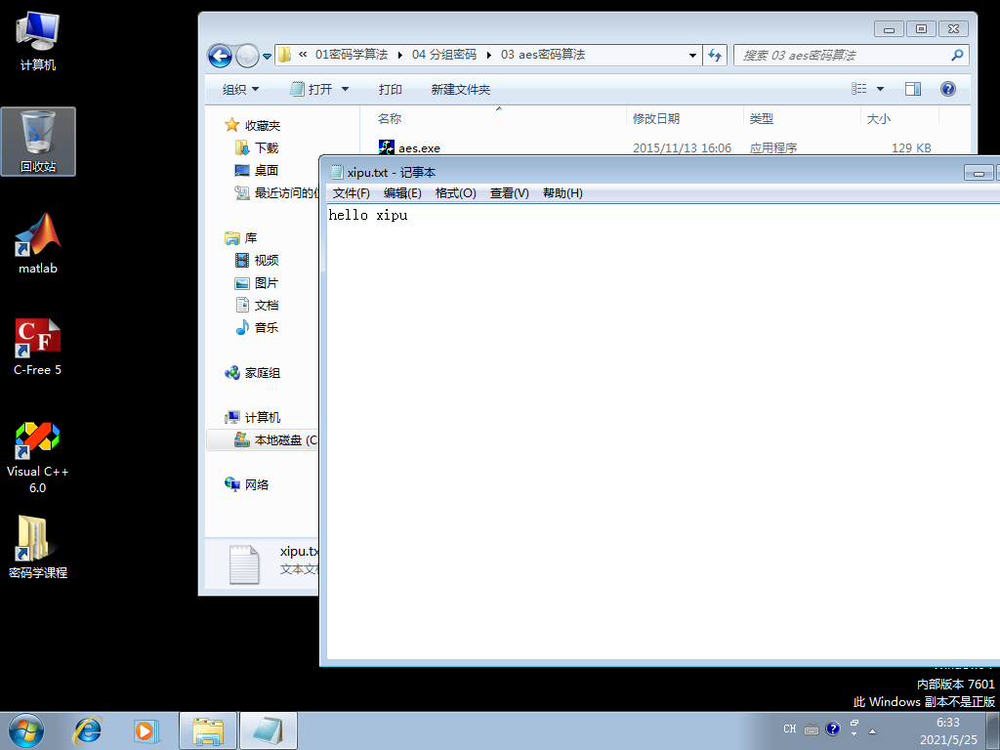 计算机
回收站
matlab
C-Free 5
Visual C++
6.0
密码学课程
« 01密码学算法 ▸ 04 分组密码 ▸ 03 aes密码算法
搜索 03 aes密码算法
组织 打开 打印 新建文件夹
名称 修改日期 类型 大小
aes.exe 2015/11/13 16:06 应用程序 129 KB
收藏夹
下载
桌面
最近访问的
库
视频
图片
文档
音乐
家庭组
计算机
本地磁盘 (C
网络
xipu.tx
文本文
xipu.txt - 记事本
文件(F) 编辑(E) 格式(O) 查看(V) 帮助(H)
hello xipu
内部版本 7601
此 Windows 副本不是正版
CH
6:33
2021/5/25